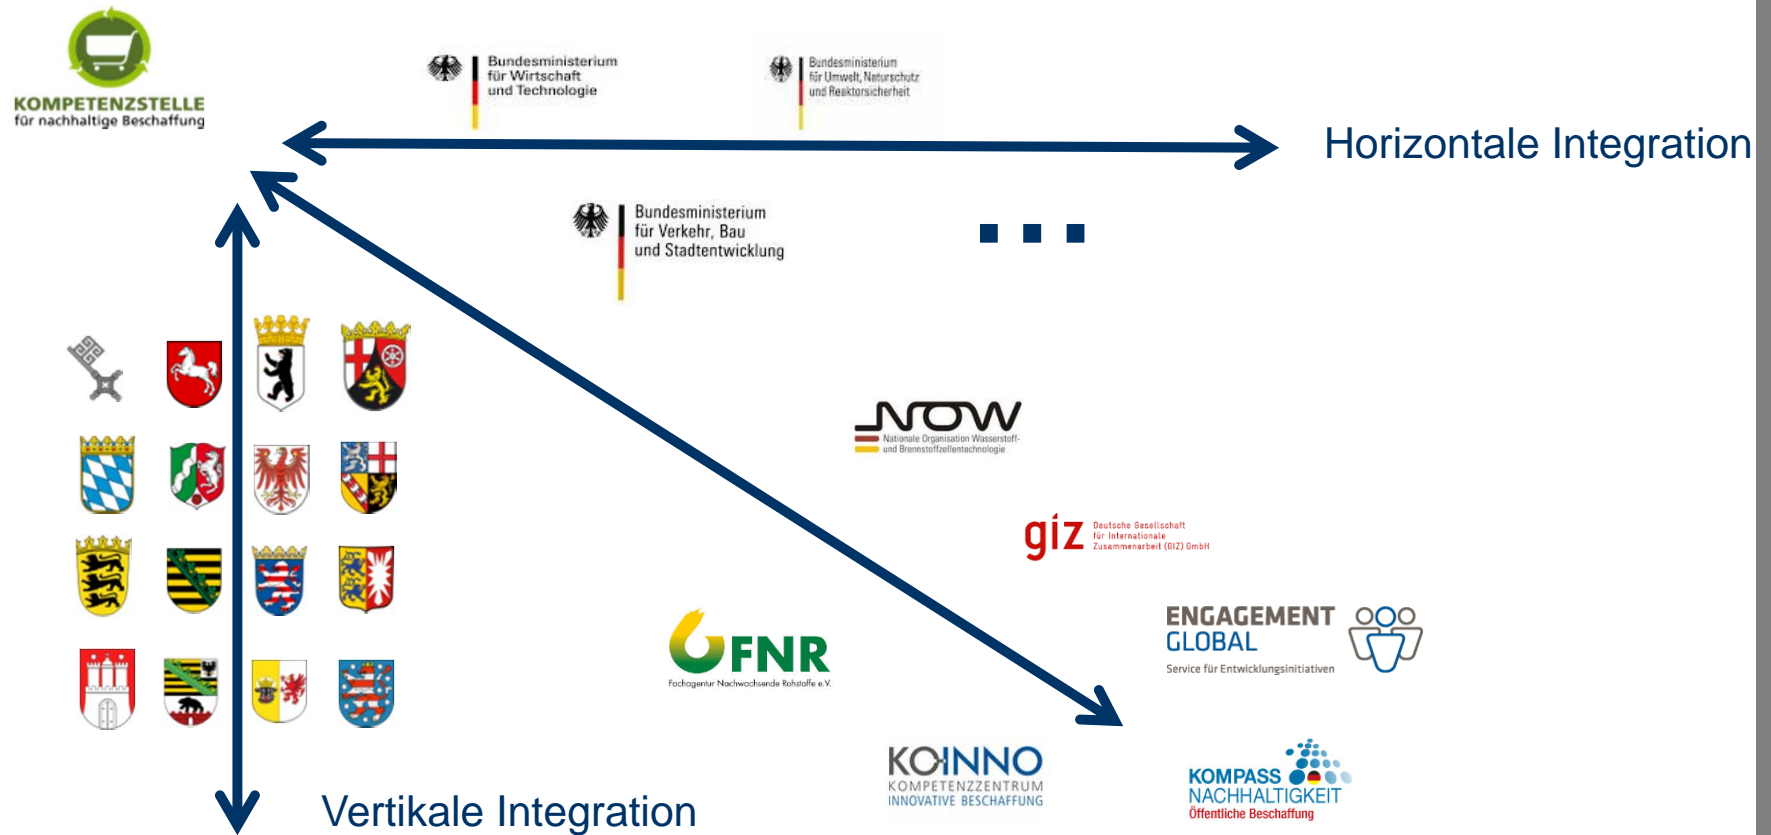 KOMPETENZSTELLE
für nachhaltige Beschaffung
Bundesministerium
für Wirtschaft
und Technologie
Bundesministerium
für Umwelt, Naturschutz
und Reaktorsicherheit
Horizontale Integration
Bundesministerium
für Verkehr, Bau
und Stadtentwicklung
...
NOW
Nationale Organisation Wasserstoff-
und Brennstoffzellentechnologie
giz
Deutsche Gesellschaft
für Internationale
Zusammenarbeit (GIZ) GmbH
FNR
Fachagentur Nachwachsende Rohstoffe e.V.
ENGAGEMENT
GLOBAL
Service für Entwicklungsinitiativen
KOINNO
KOMPETENZZENTRUM
INNOVATIVE BESCHAFFUNG
KOMPASS
NACHHALTIGKEIT
Öffentliche Beschaffung
Vertikale Integration